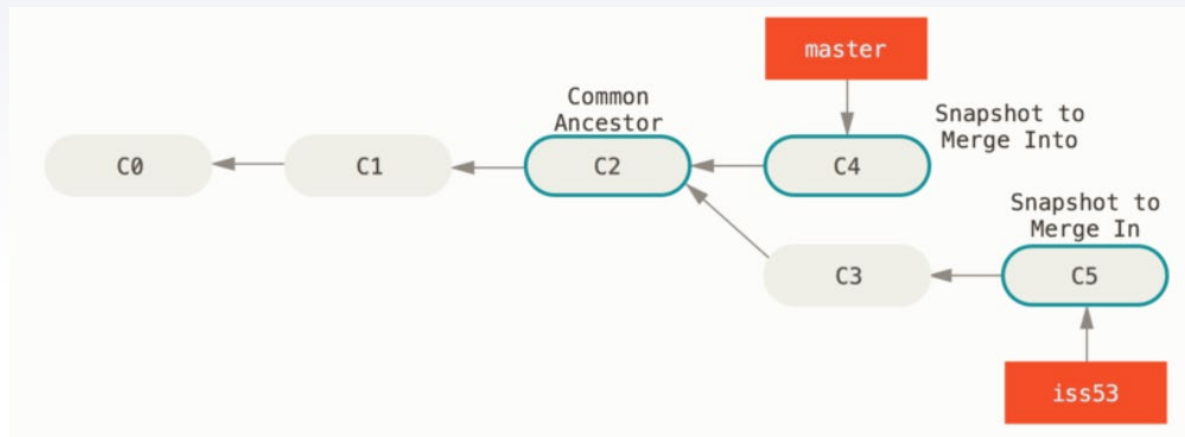 master
Common
Ancestor
Snapshot to
Merge Into
C0
C1
C2
C4
Snapshot to
Merge In
C3
C5
iss53